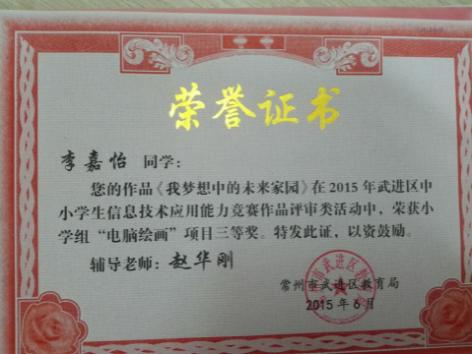 荣誉证书
李嘉怡 同学：
您的作品《我梦想中的未来家园》在2015年武进区中
小学生信息技术应用能力竞赛作品评审类活动中，荣获小
学组“电脑绘画”项目三等奖。特发此证，以资鼓励。
辅导老师：赵华刚
常州市武进区教育局
2015年6月